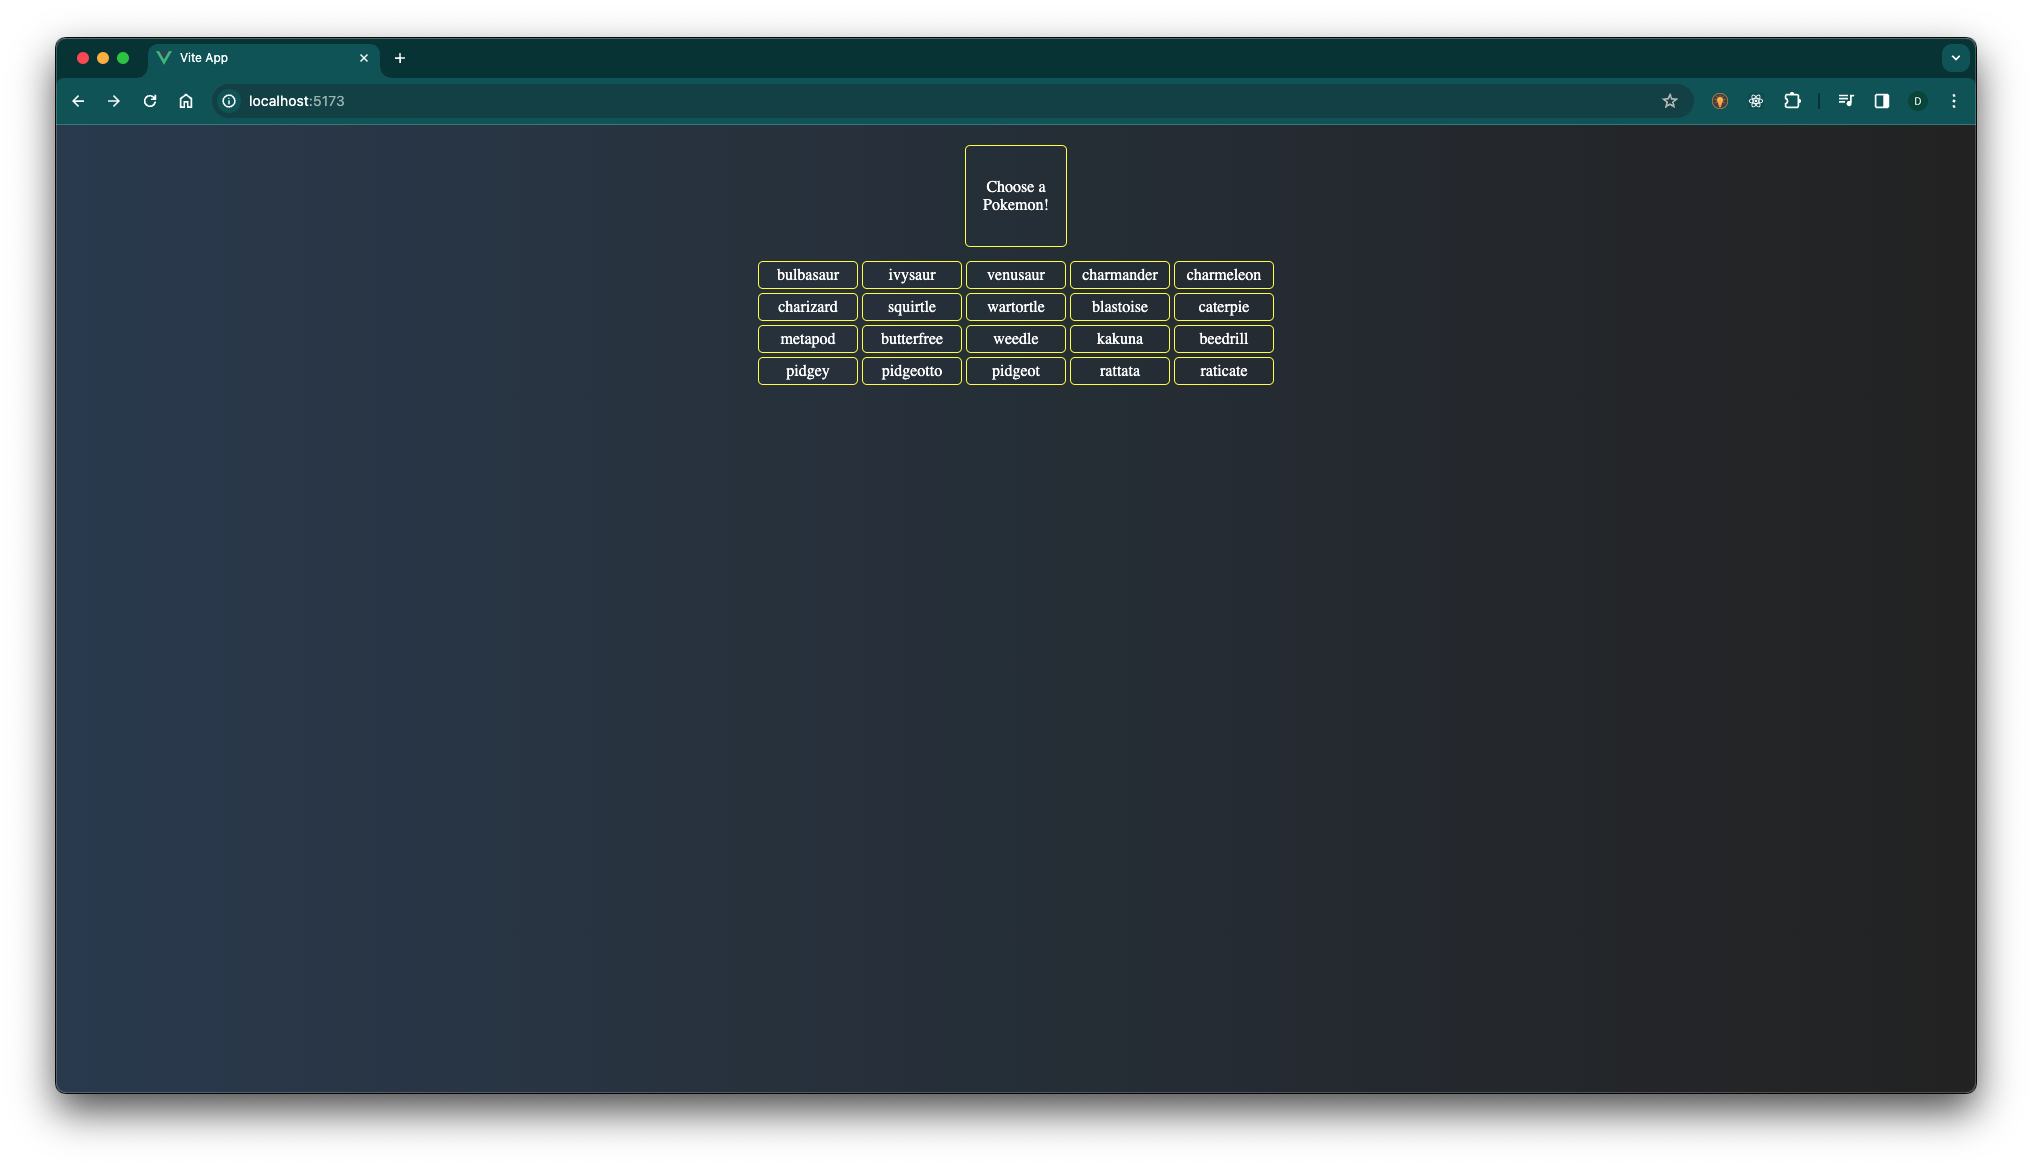 Vite App
localhost:5173
D
Choose a
Pokemon!
bulbasaur ivysaur venusaur charmander charmeleon
charizard squirtle wartortle blastoise caterpie
metapod butterfree weedle kakuna beedrill
pidgey pidgeotto pidgeot rattata raticate